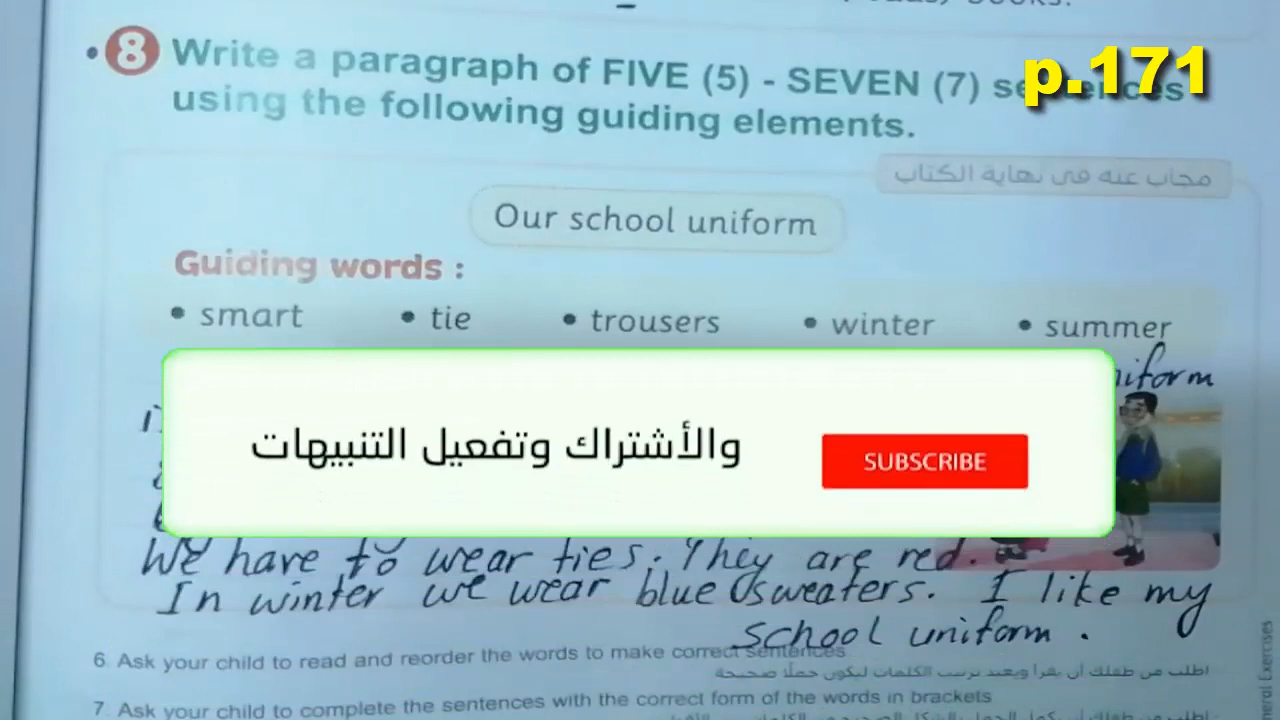 8 Write a paragraph of FIVE (5) - SEVEN (7) sentences
p.171
using the following guiding elements.
مجاب عنه في نهاية الكتاب
Our school uniform
Guiding words :
• smart • tie • trousers • winter • summer
والأشتراك وتفعيل التنبيهات
SUBSCRIBE
We have to wear ties. They are red.
In winter we wear blue sweaters. I like my
school uniform.
6. Ask your child to read and reorder the words to make correct sentences
اطلب من طفلك أن يقرأ ويعيد ترتيب الكلمات ليكون جملًا صحيحة
7. Ask your child to complete the sentences with the correct form of the words in brackets